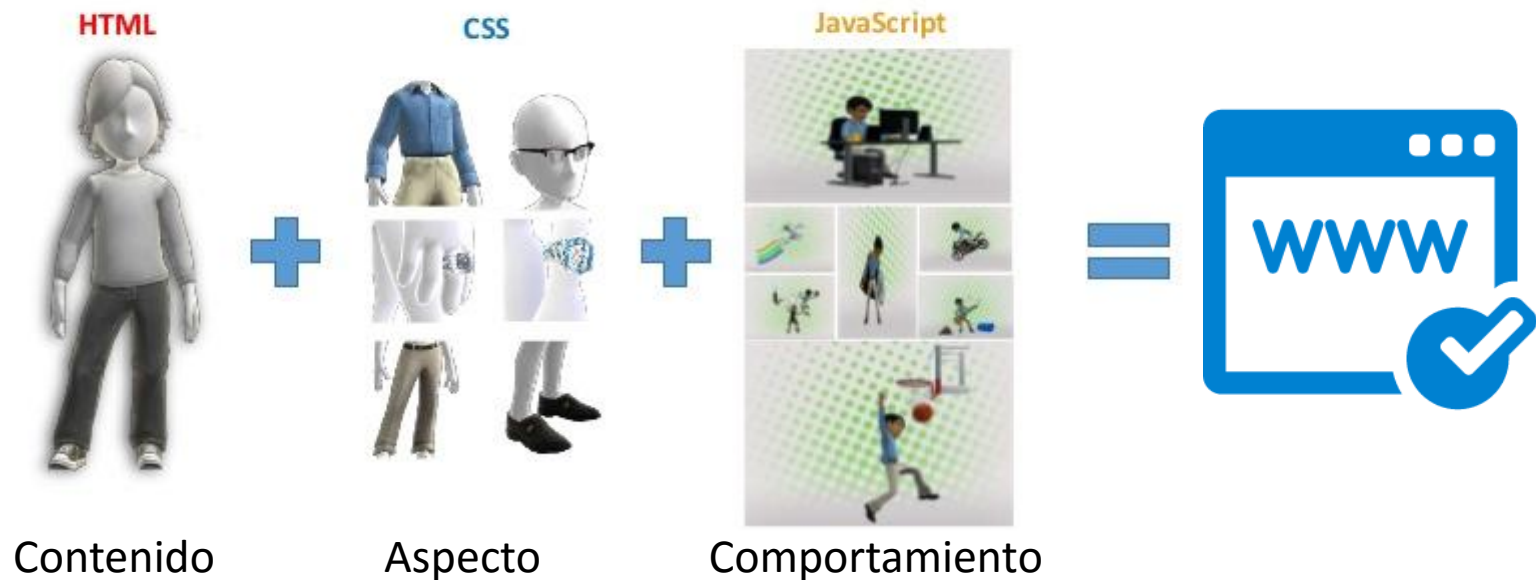 HTML
CSS
JavaScript
WWW
Contenido
Aspecto
Comportamiento